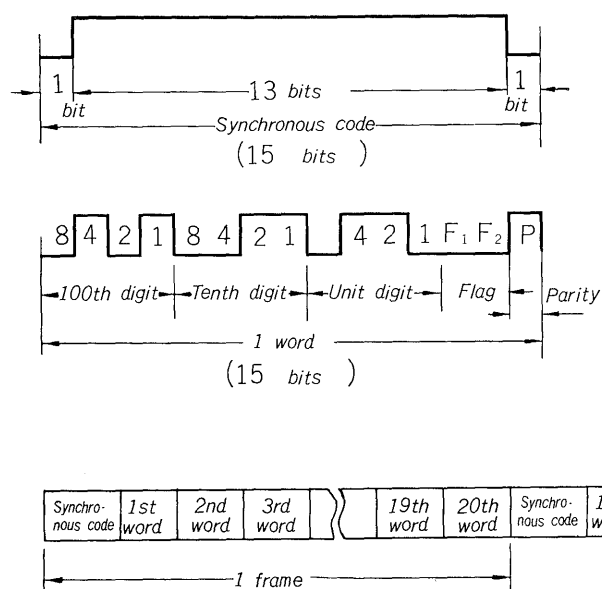 1 13 bits 1
bit bit
Synchronous code
(15 bits )
8 4 2 1 8 4 2 1 4 2 1 F₁ F₂ P
100th digit Tenth digit Unit digit Flag Parity
1 word
(15 bits )
Synchro- 1st 2nd 3rd 19th 20th Synchro- 1
nous code word word word word word nous code w
1 frame